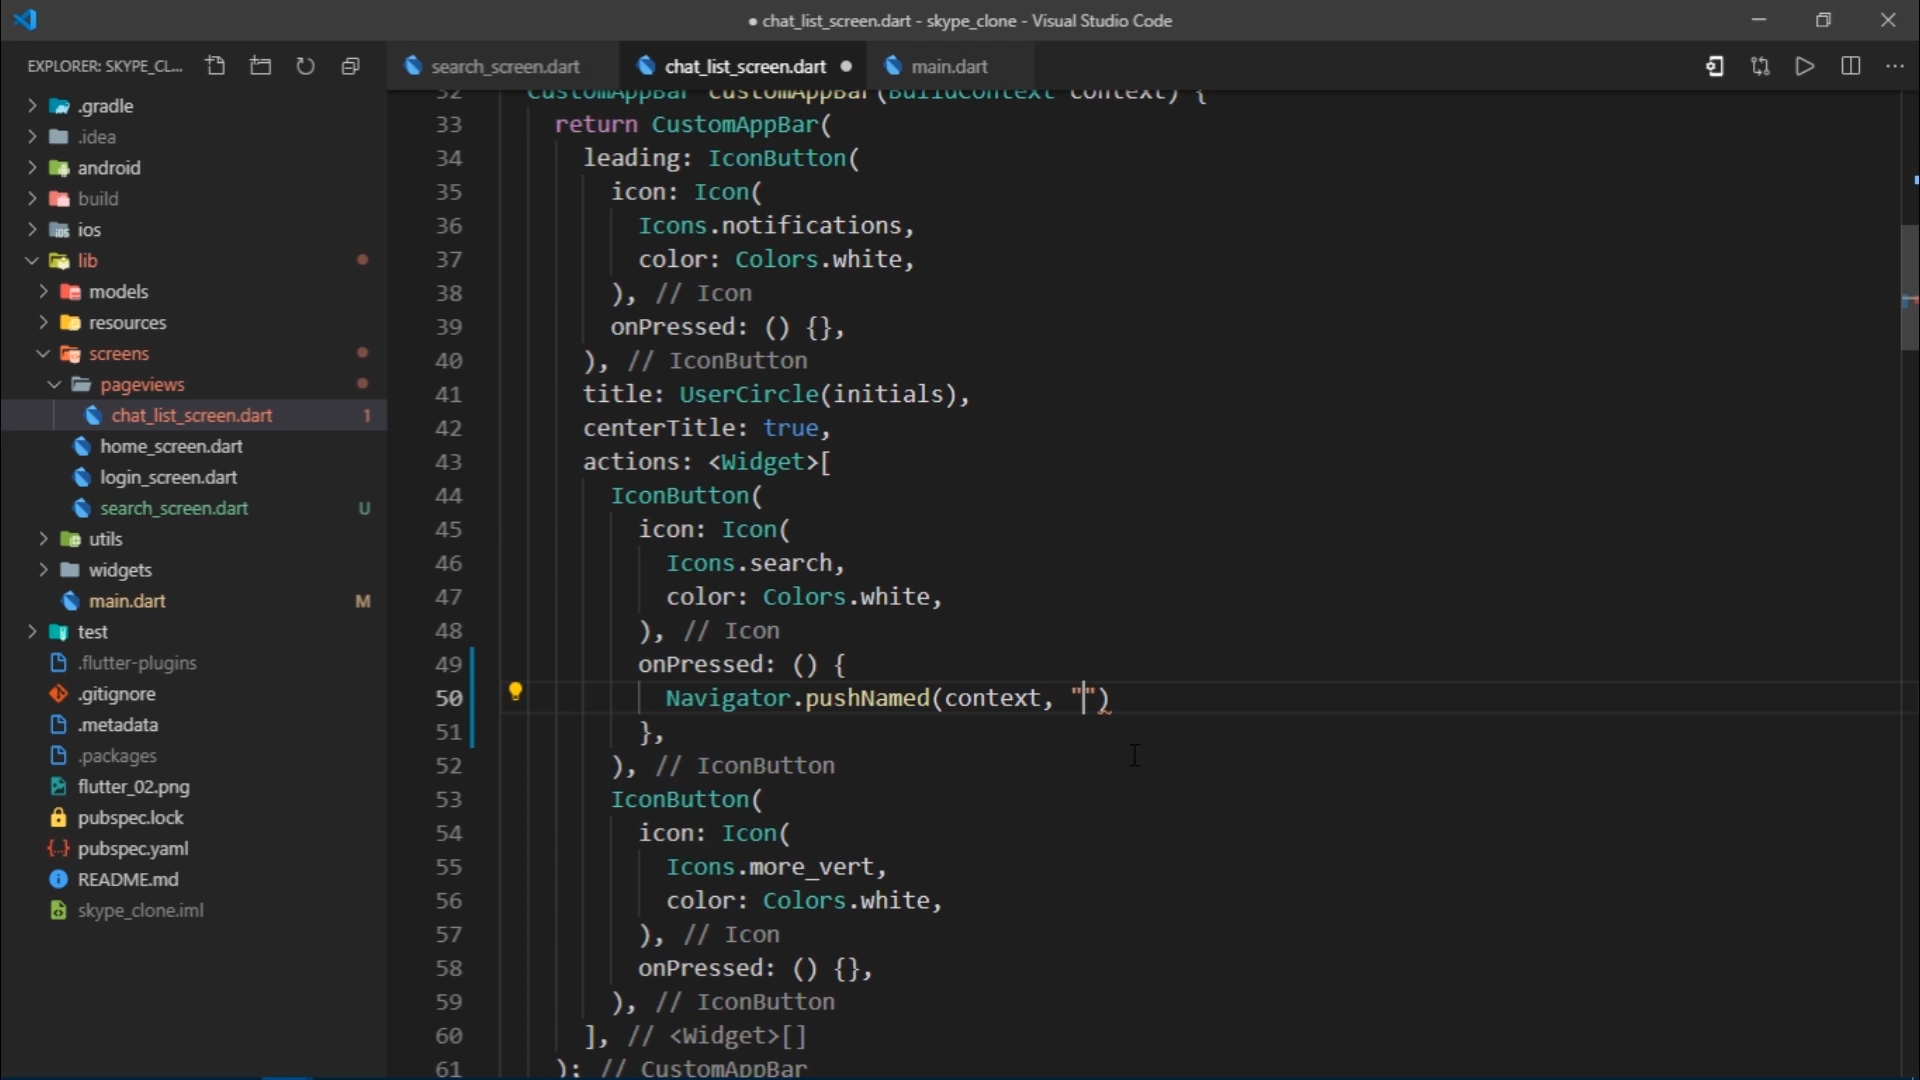 ● chat_list_screen.dart - skype_clone - Visual Studio Code
EXPLORER: SKYPE_CL...
search_screen.dart
chat_list_screen.dart ●
main.dart
.gradle
.idea
android
build
ios
lib
models
resources
screens
pageviews
chat_list_screen.dart 1
home_screen.dart
login_screen.dart
search_screen.dart U
utils
widgets
main.dart M
test
.flutter-plugins
.gitignore
.metadata
.packages
flutter_02.png
pubspec.lock
pubspec.yaml
README.md
skype_clone.iml
32 CustomAppBar customAppBar(BuildContext context) {
33 return CustomAppBar(
34 leading: IconButton(
35 icon: Icon(
36 Icons.notifications,
37 color: Colors.white,
38 ), // Icon
39 onPressed: () {},
40 ), // IconButton
41 title: UserCircle(initials),
42 centerTitle: true,
43 actions: <Widget>[
44 IconButton(
45 icon: Icon(
46 Icons.search,
47 color: Colors.white,
48 ), // Icon
49 onPressed: () {
50 Navigator.pushNamed(context, "")
51 },
52 ), // IconButton
53 IconButton(
54 icon: Icon(
55 Icons.more_vert,
56 color: Colors.white,
57 ), // Icon
58 onPressed: () {},
59 ), // IconButton
60 ], // <Widget>[]
61 ); // CustomAppBar